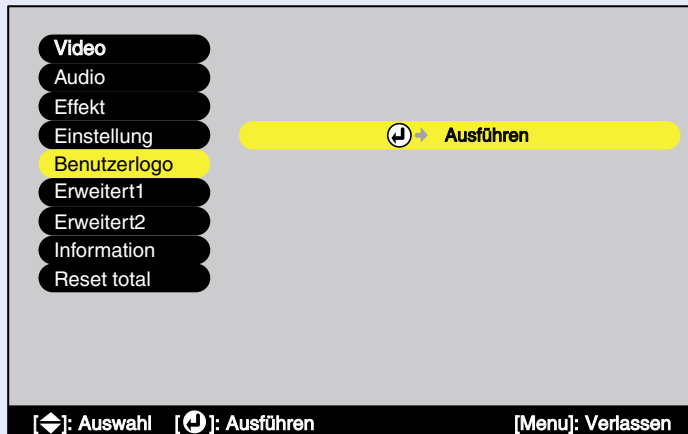 Video
Audio
Effekt
Einstellung
Ausführen
Benutzerlogo
Erweitert1
Erweitert2
Information
Reset total
[ ]: Auswahl [ ]: Ausführen [Menu]: Verlassen